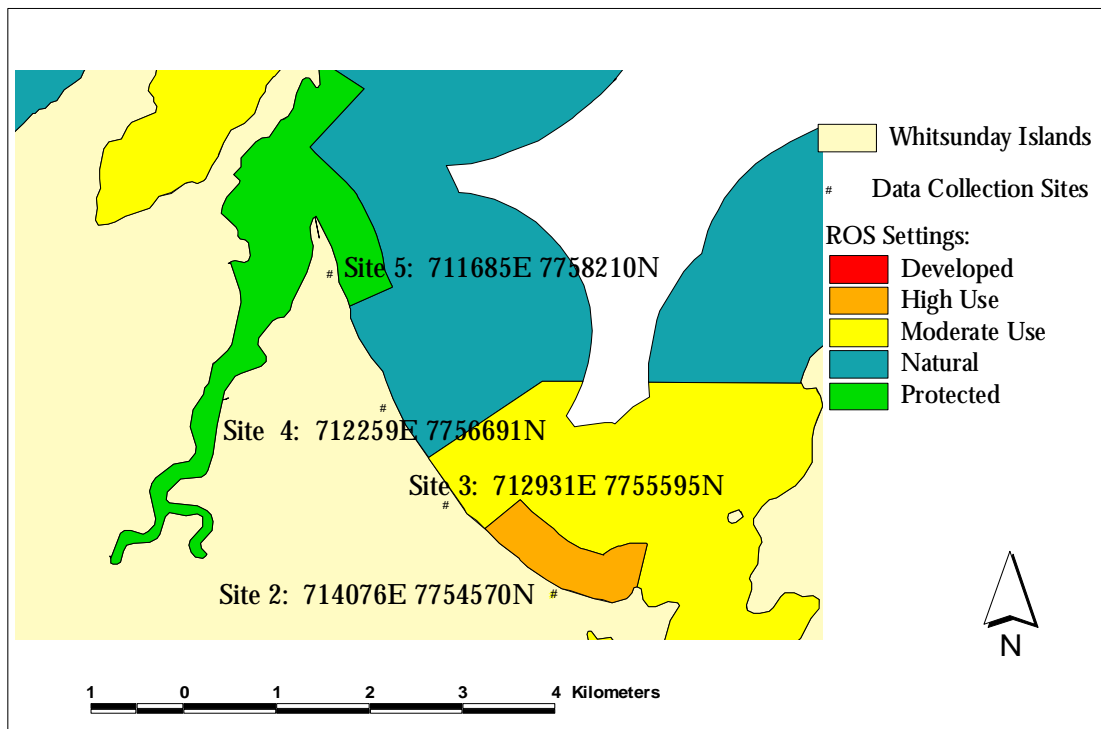 Whitsunday Islands
# Data Collection Sites
ROS Settings:
Developed
High Use
Moderate Use
Natural
Protected
# Site 5: 711685E 7758210N
#
Site 4: 712259E 7756691N
Site 3: 712931E 7755595N
#
Site 2: 714076E 7754570N #
N
1 0 1 2 3 4 Kilometers